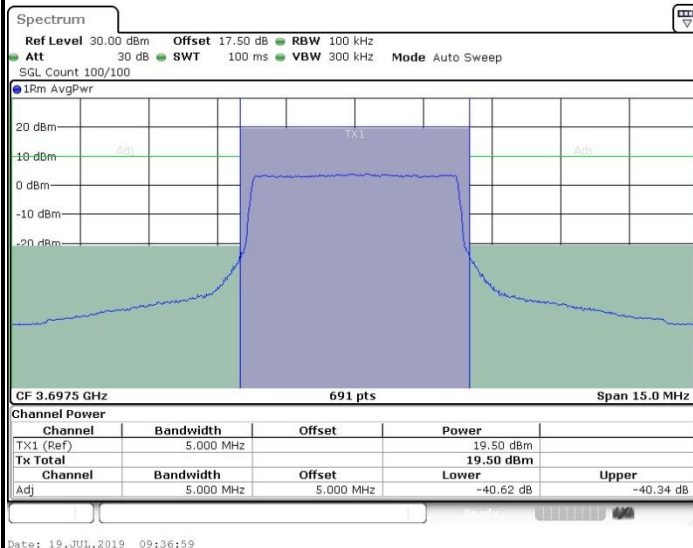 Spectrum
Ref Level 30.00 dBm Offset 17.50 dB RBW 100 kHz
Att 30 dB SWT 100 ms VBW 300 kHz Mode Auto Sweep
SGL Count 100/100
1Rm AvgPwr
20 dBm
TX1
Adj Adj
10 dBm
0 dBm
-10 dBm
-20 dBm
CF 3.6975 GHz 691 pts Span 15.0 MHz
Channel Power
Channel Bandwidth Offset Power
TX1 (Ref) 5.000 MHz 19.50 dBm
Tx Total 19.50 dBm
Channel Bandwidth Offset Lower Upper
Adj 5.000 MHz 5.000 MHz -40.62 dB -40.34 dB
Ready
Date: 19.JUL.2019 09:36:59